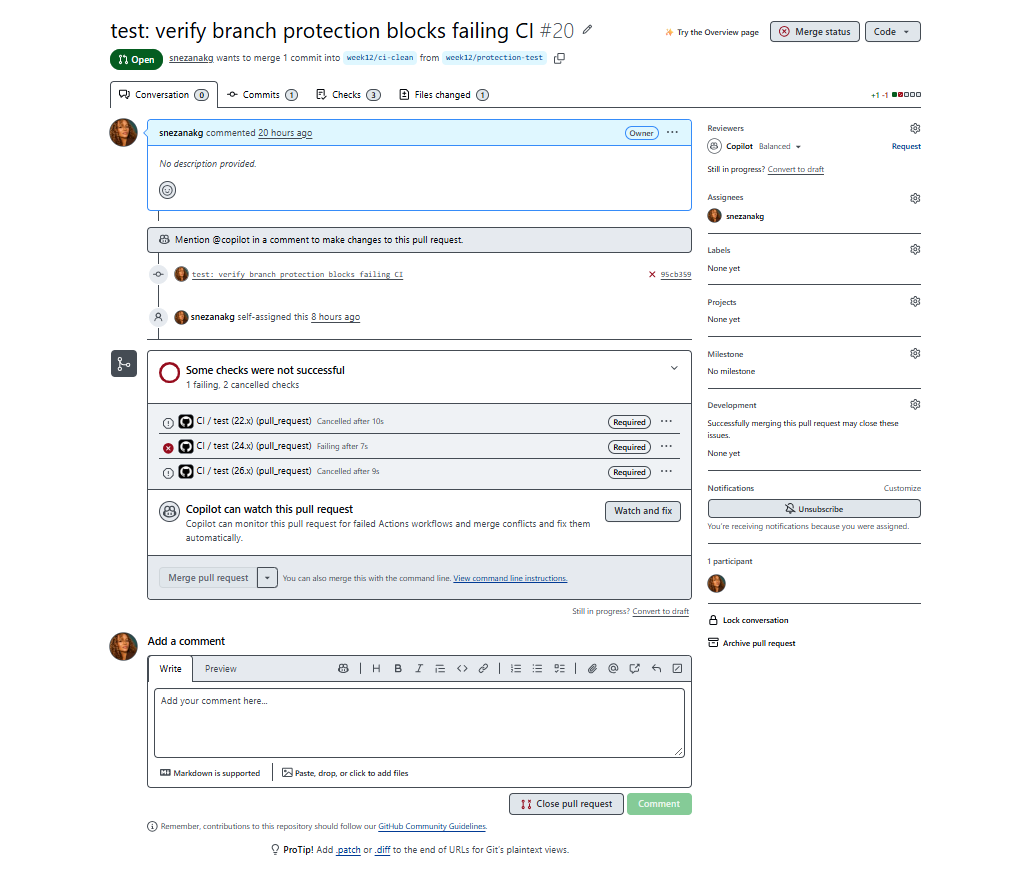 test: verify branch protection blocks failing CI #20
Try the Overview page
Merge status
Code
Open
snezanakg wants to merge 1 commit into week12/ci-clean from week12/protection-test
Conversation 0
Commits 1
Checks 3
Files changed 1
+1 -1
snezanakg commented 20 hours ago
Owner
No description provided.
Mention @copilot in a comment to make changes to this pull request.
test: verify branch protection blocks failing CI
95cb359
snezanakg self-assigned this 8 hours ago
Some checks were not successful
1 failing, 2 cancelled checks
CI / test (22.x) (pull_request) Cancelled after 10s
Required
CI / test (24.x) (pull_request) Failing after 7s
Required
CI / test (26.x) (pull_request) Cancelled after 9s
Required
Copilot can watch this pull request
Copilot can monitor this pull request for failed Actions workflows and merge conflicts and fix them
automatically.
Watch and fix
Merge pull request
You can also merge this with the command line. View command line instructions.
Still in progress? Convert to draft
Add a comment
Write
Preview
Add your comment here...
Markdown is supported
Paste, drop, or click to add files
Close pull request
Comment
Remember, contributions to this repository should follow our GitHub Community Guidelines.
ProTip! Add .patch or .diff to the end of URLs for Git's plaintext views.
Reviewers
Copilot Balanced
Request
Still in progress? Convert to draft
Assignees
snezanakg
Labels
None yet
Projects
None yet
Milestone
No milestone
Development
Successfully merging this pull request may close these
issues.
None yet
Notifications
Customize
Unsubscribe
You're receiving notifications because you were assigned.
1 participant
Lock conversation
Archive pull request